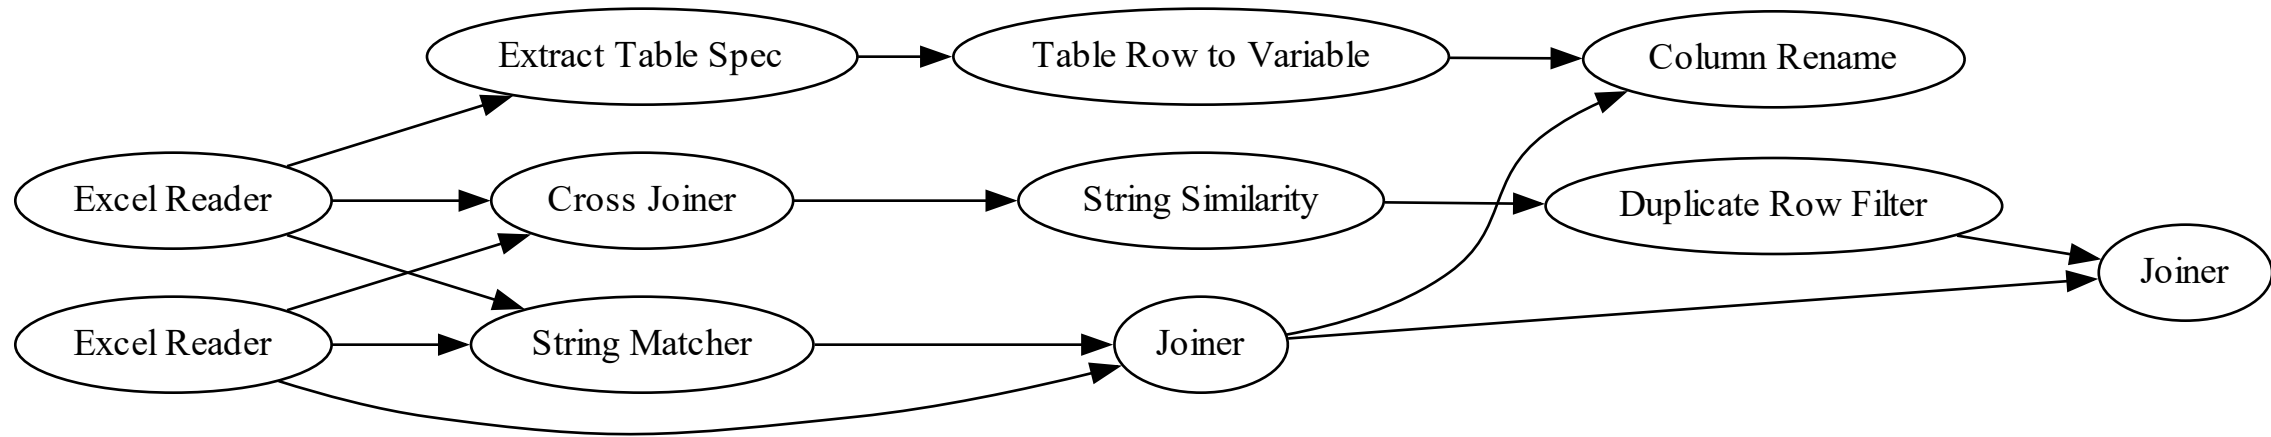 Extract Table Spec
Table Row to Variable
Column Rename
Excel Reader
Cross Joiner
String Similarity
Duplicate Row Filter
Joiner
Excel Reader
String Matcher
Joiner